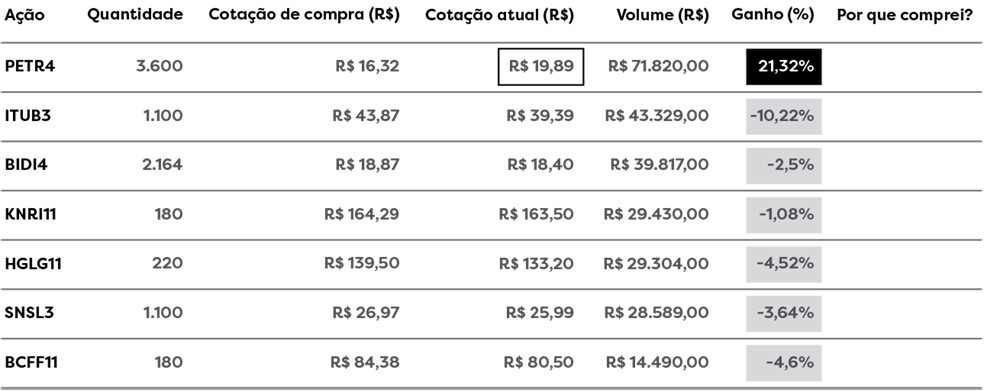 Ação Quantidade Cotação de compra (R$) Cotação atual (R$) Volume (R$) Ganho (%) Por que comprei?
PETR4 3.600 R$ 16,32 R$ 19,89 R$ 71.820,00 21,32%
ITUB3 1.100 R$ 43,87 R$ 39,39 R$ 43.329,00 -10,22%
BIDI4 2.164 R$ 18,87 R$ 18,40 R$ 39.817,00 -2,5%
KNRI11 180 R$ 164,29 R$ 163,50 R$ 29.430,00 -1,08%
HGLG11 220 R$ 139,50 R$ 133,20 R$ 29.304,00 -4,52%
SNSL3 1.100 R$ 26,97 R$ 25,99 R$ 28.589,00 -3,64%
BCFF11 180 R$ 84,38 R$ 80,50 R$ 14.490,00 -4,6%